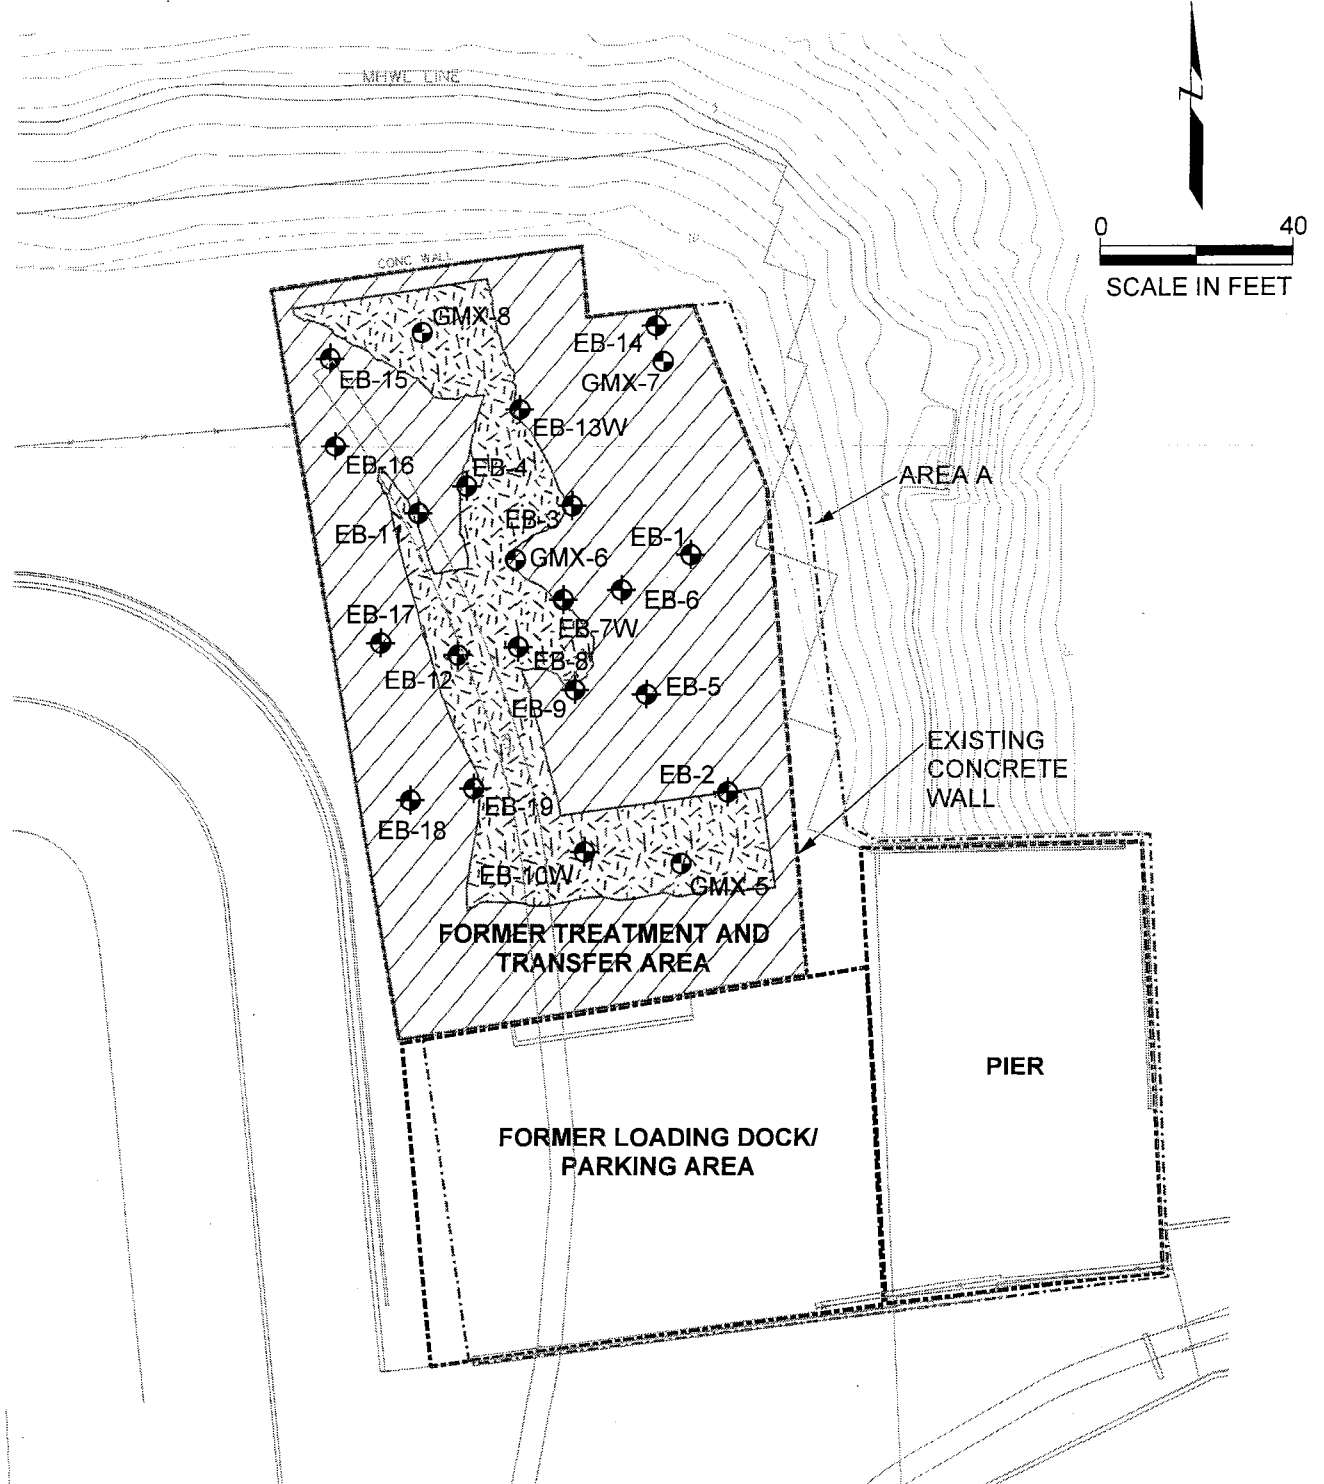 MHWL LINE
0 40
SCALE IN FEET
CONC WALL
GMX-8
EB-14
EB-15
GMX-7
EB-13W
EB-16
EB-4
AREA A
EB-3
EB-11
EB-1
GMX-6
EB-6
EB-17
EB-7W
EB-8
EB-12
EB-5
EB-9
EXISTING
CONCRETE
WALL
EB-2
EB-19
EB-18
EB-10W
GMX-5
FORMER TREATMENT AND
TRANSFER AREA
PIER
FORMER LOADING DOCK/
PARKING AREA